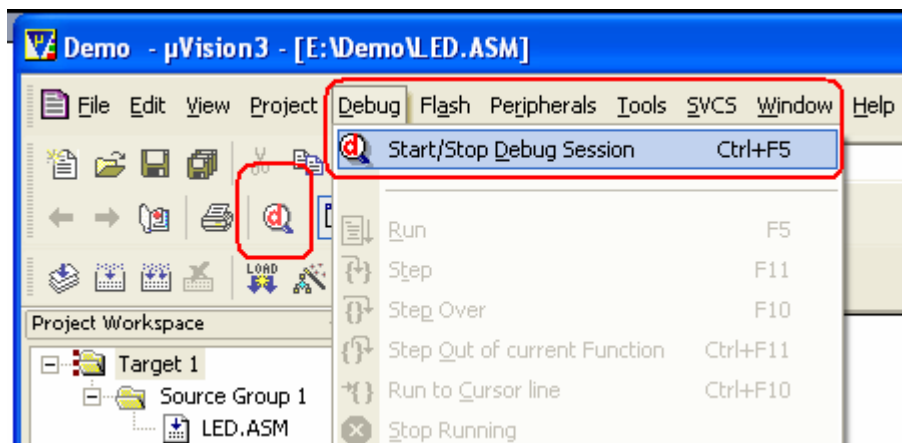 Demo - µVision3 - [E:\Demo\LED.ASM]
File Edit View Project Debug Flash Peripherals Tools SVCS Window Help
Start/Stop Debug Session Ctrl+F5
Run F5
Step F11
LOAD
Step Over F10
Project Workspace
Step Out of current Function Ctrl+F11
Target 1
Run to Cursor line Ctrl+F10
Source Group 1
LED.ASM
Stop Running